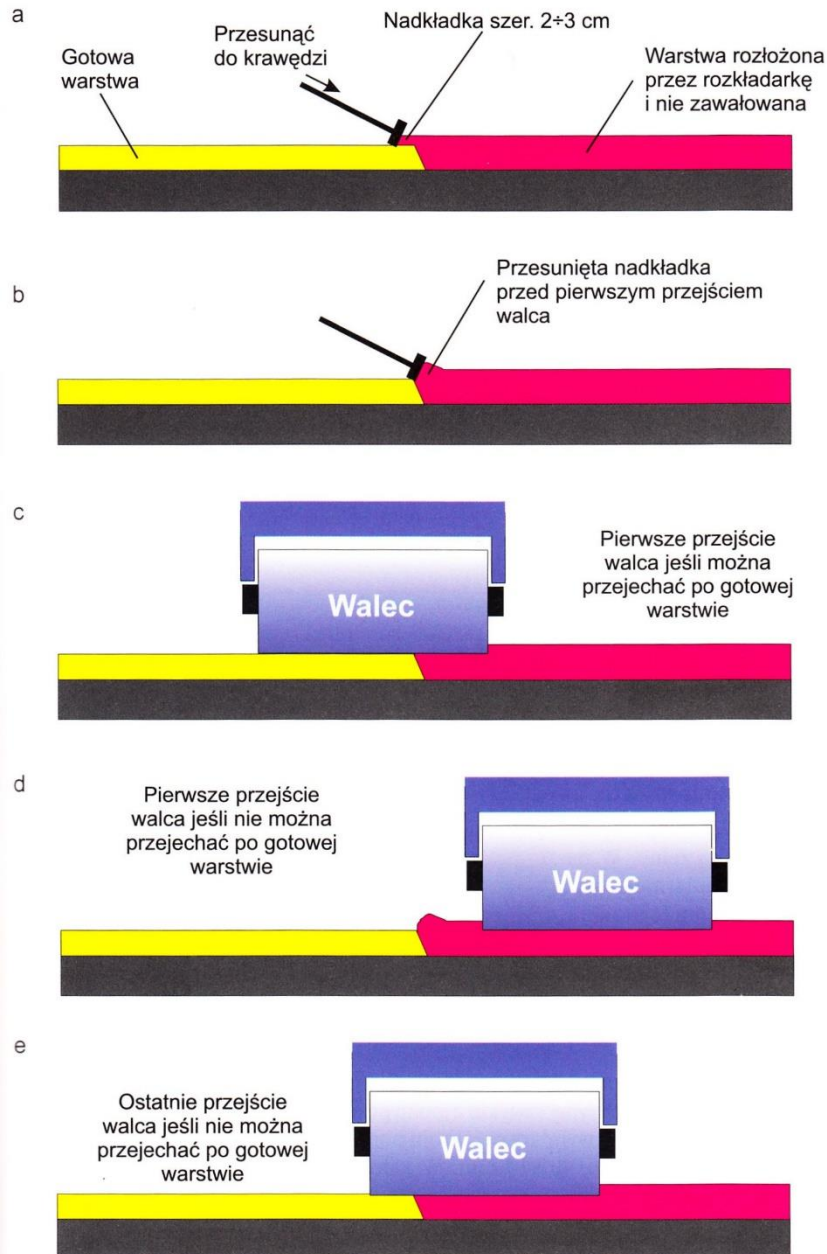 a
Gotowa
warstwa
Przesunąć
do krawędzi
Nadkładka szer. 2÷3 cm
Warstwa rozłożona
przez rozkładarkę
i nie zawałowana
b
Przesunięta nadkładka
przed pierwszym przejściem
walca
c
Walec
Pierwsze przejście
walca jeśli można
przejechać po gotowej
warstwie
d
Pierwsze przejście
walca jeśli nie można
przejechać po gotowej
warstwie
Walec
e
Ostatnie przejście
walca jeśli nie można
przejechać po gotowej
warstwie
Walec